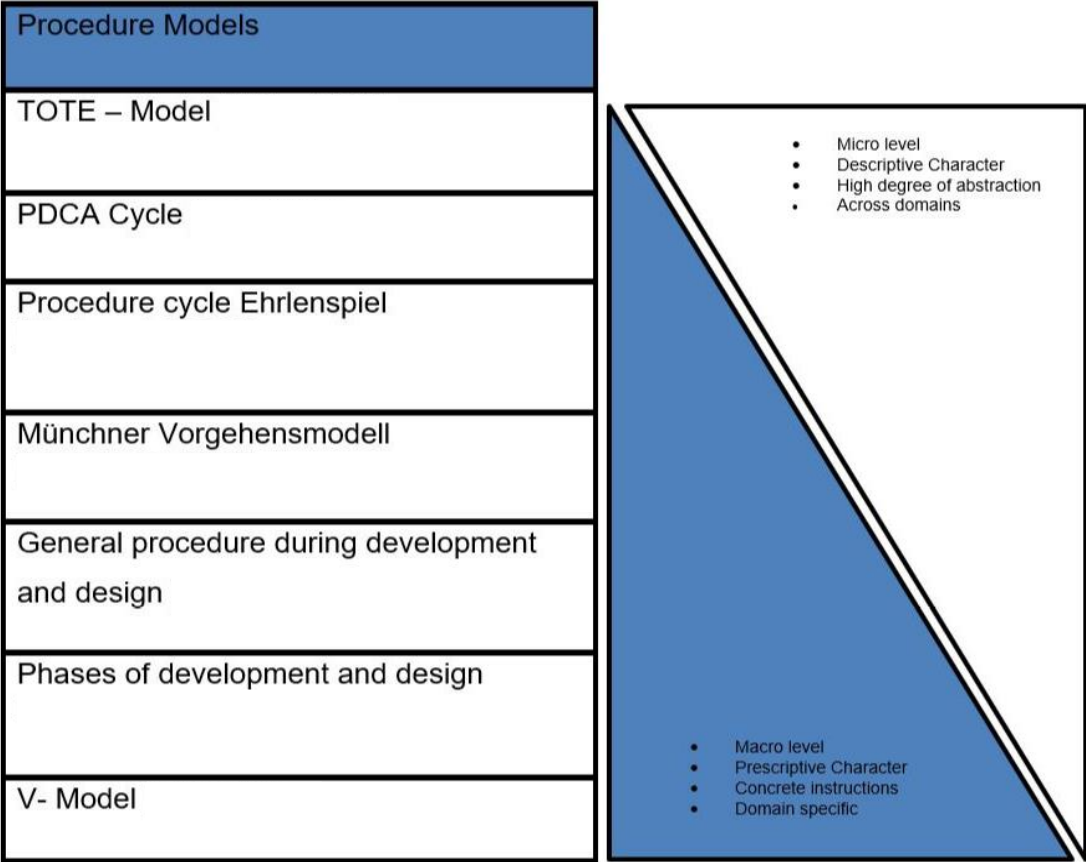 Procedure Models
TOTE – Model
PDCA Cycle
Procedure cycle Ehrlenspiel
Münchner Vorgehensmodell
General procedure during development
and design
Phases of development and design
V- Model
• Micro level
• Descriptive Character
• High degree of abstraction
• Across domains
• Macro level
• Prescriptive Character
• Concrete instructions
• Domain specific